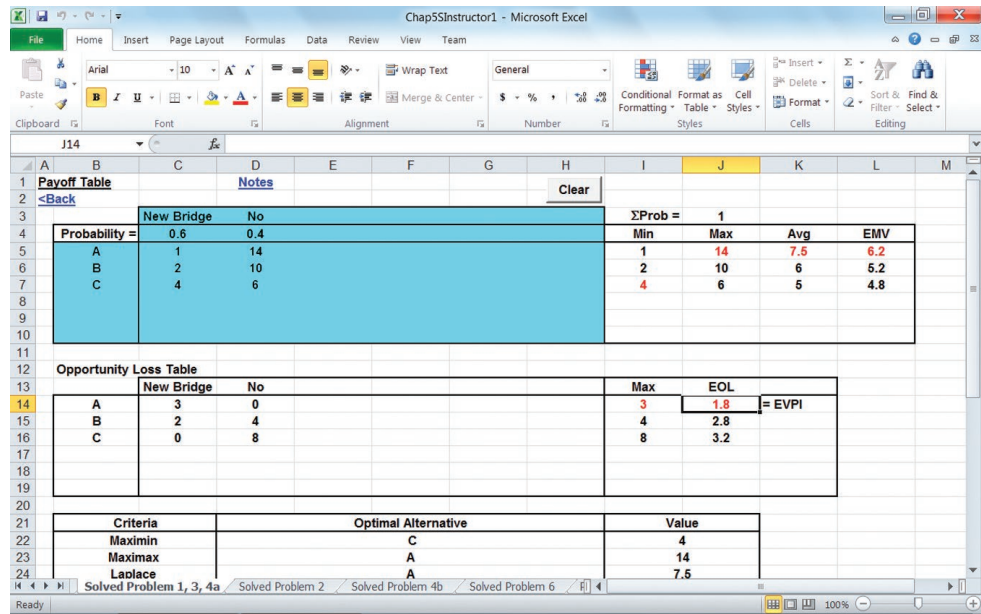 Chap5SInstructor1 - Microsoft Excel
File Home Insert Page Layout Formulas Data Review View Team
Paste
Clipboard
Arial 10 A A
B I U A
Font
Wrap Text
Merge & Center
Alignment
General
$ % , .0 .00 .00 .0
Number
Conditional Formatting Format as Table Cell Styles
Styles
Insert
Delete
Format
Cells
Σ
Sort & Filter Find & Select
Editing
J14 fx
A B C D E F G H I J K L M
1 Payoff Table Notes Clear
2 <Back
3 New Bridge No ΣProb = 1
4 Probability = 0.6 0.4 Min Max Avg EMV
5 A 1 14 1 14 7.5 6.2
6 B 2 10 2 10 6 5.2
7 C 4 6 4 6 5 4.8
8
9
10
11
12 Opportunity Loss Table
13 New Bridge No Max EOL
14 A 3 0 3 1.8 = EVPI
15 B 2 4 4 2.8
16 C 0 8 8 3.2
17
18
19
20
21 Criteria Optimal Alternative Value
22 Maximin C 4
23 Maximax A 14
24 Laplace A 7.5
Solved Problem 1, 3, 4a Solved Problem 2 Solved Problem 4b Solved Problem 6
Ready 100%